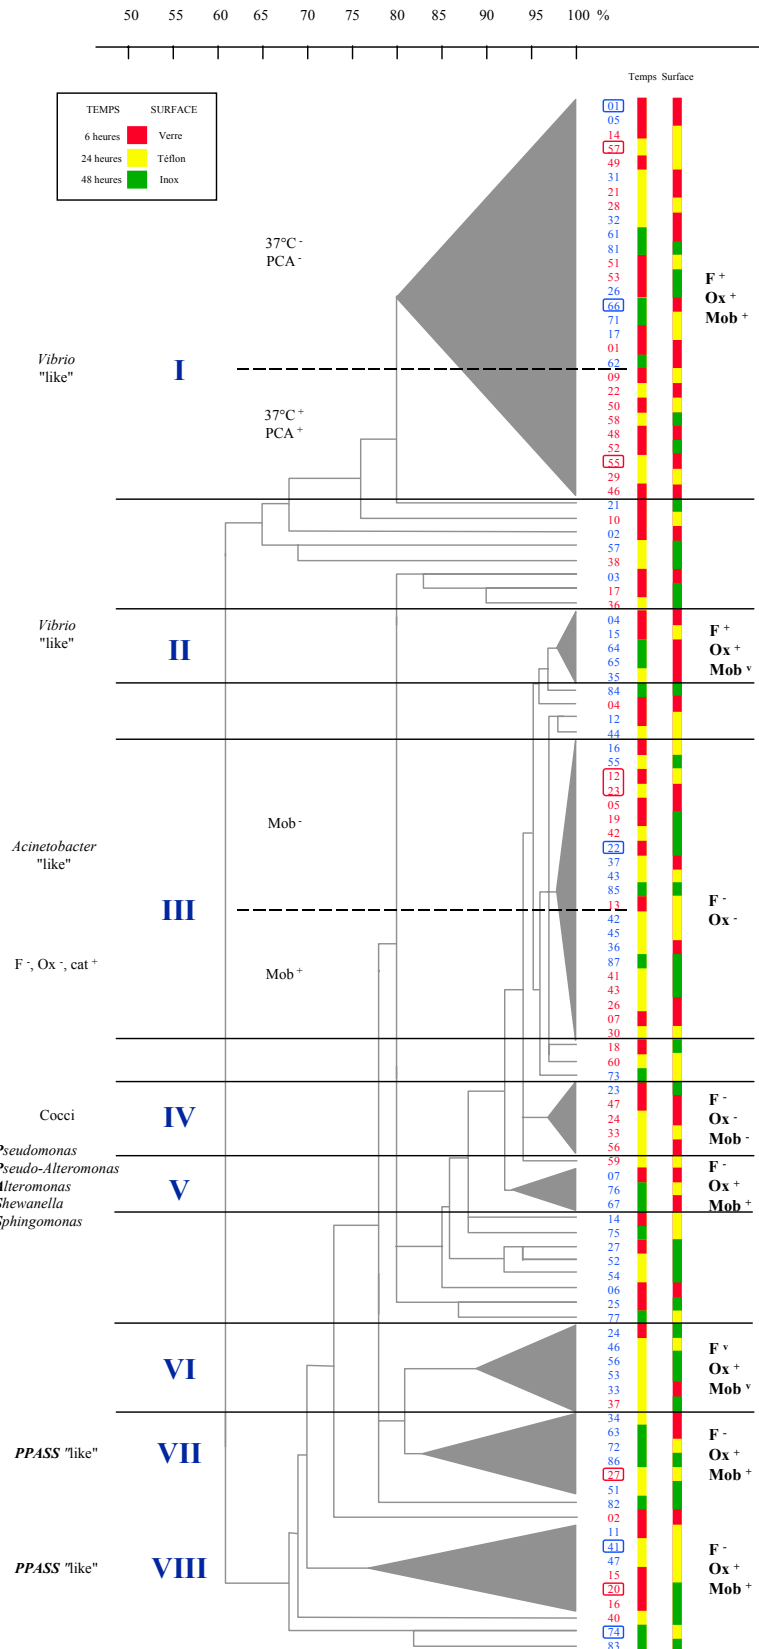 50 55 60 65 70 75 80 85 90 95 100 %
Temps Surface
TEMPS SURFACE
6 heures Verre
24 heures Téflon
48 heures Inox
01
05
14
57
49
31
21
28
32
61
81
51
53
26
66
71
17
01
62
09
22
50
58
48
52
55
29
46
37°C -
PCA -
F +
Ox +
Mob +
Vibrio
"like"
I
37°C +
PCA +
21
10
02
57
38
03
17
36
Vibrio
"like"
II
04
15
64
65
35
F +
Ox +
Mob v
84
04
12
44
16
55
12
23
05
19
42
22
37
43
85
13
42
45
36
87
41
43
26
07
30
Mob -
Acinetobacter
"like"
III
F -
Ox -
F -, Ox -, cat +
Mob +
18
60
73
Cocci
IV
23
47
24
33
56
F -
Ox -
Mob -
Pseudomonas
Pseudo-Alteromonas
Alteromonas
Shewanella
Sphingomonas
V
59
07
76
67
F -
Ox +
Mob +
14
75
27
52
54
06
25
77
VI
24
46
56
53
33
37
F v
Ox +
Mob v
PPASS "like"
VII
34
63
72
86
27
51
82
02
F -
Ox +
Mob +
PPASS "like"
VIII
11
41
47
15
20
16
40
74
83
F -
Ox +
Mob +